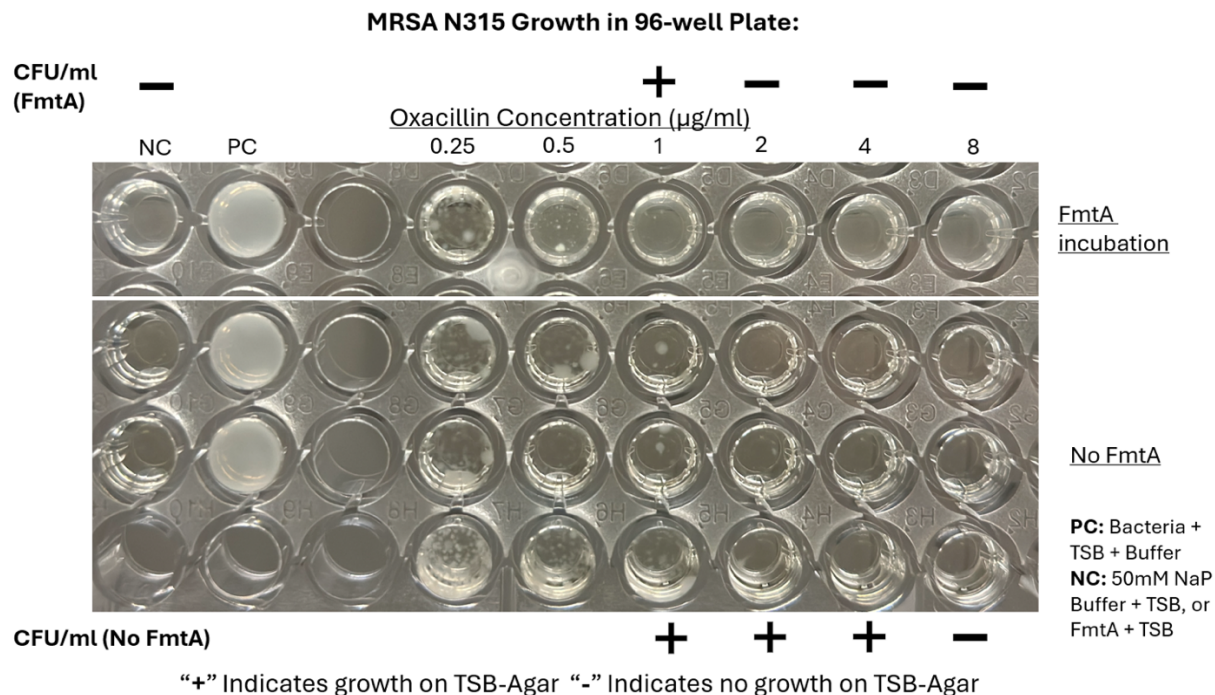 MRSA N315 Growth in 96-well Plate:
CFU/ml
(FmtA)
− + − − −
Oxacillin Concentration (µg/ml)
NC PC 0.25 0.5 1 2 4 8
FmtA
incubation
No FmtA
PC: Bacteria +
TSB + Buffer
NC: 50mM NaP
Buffer + TSB, or
FmtA + TSB
CFU/ml (No FmtA) + + + −
“+” Indicates growth on TSB-Agar “-” Indicates no growth on TSB-Agar